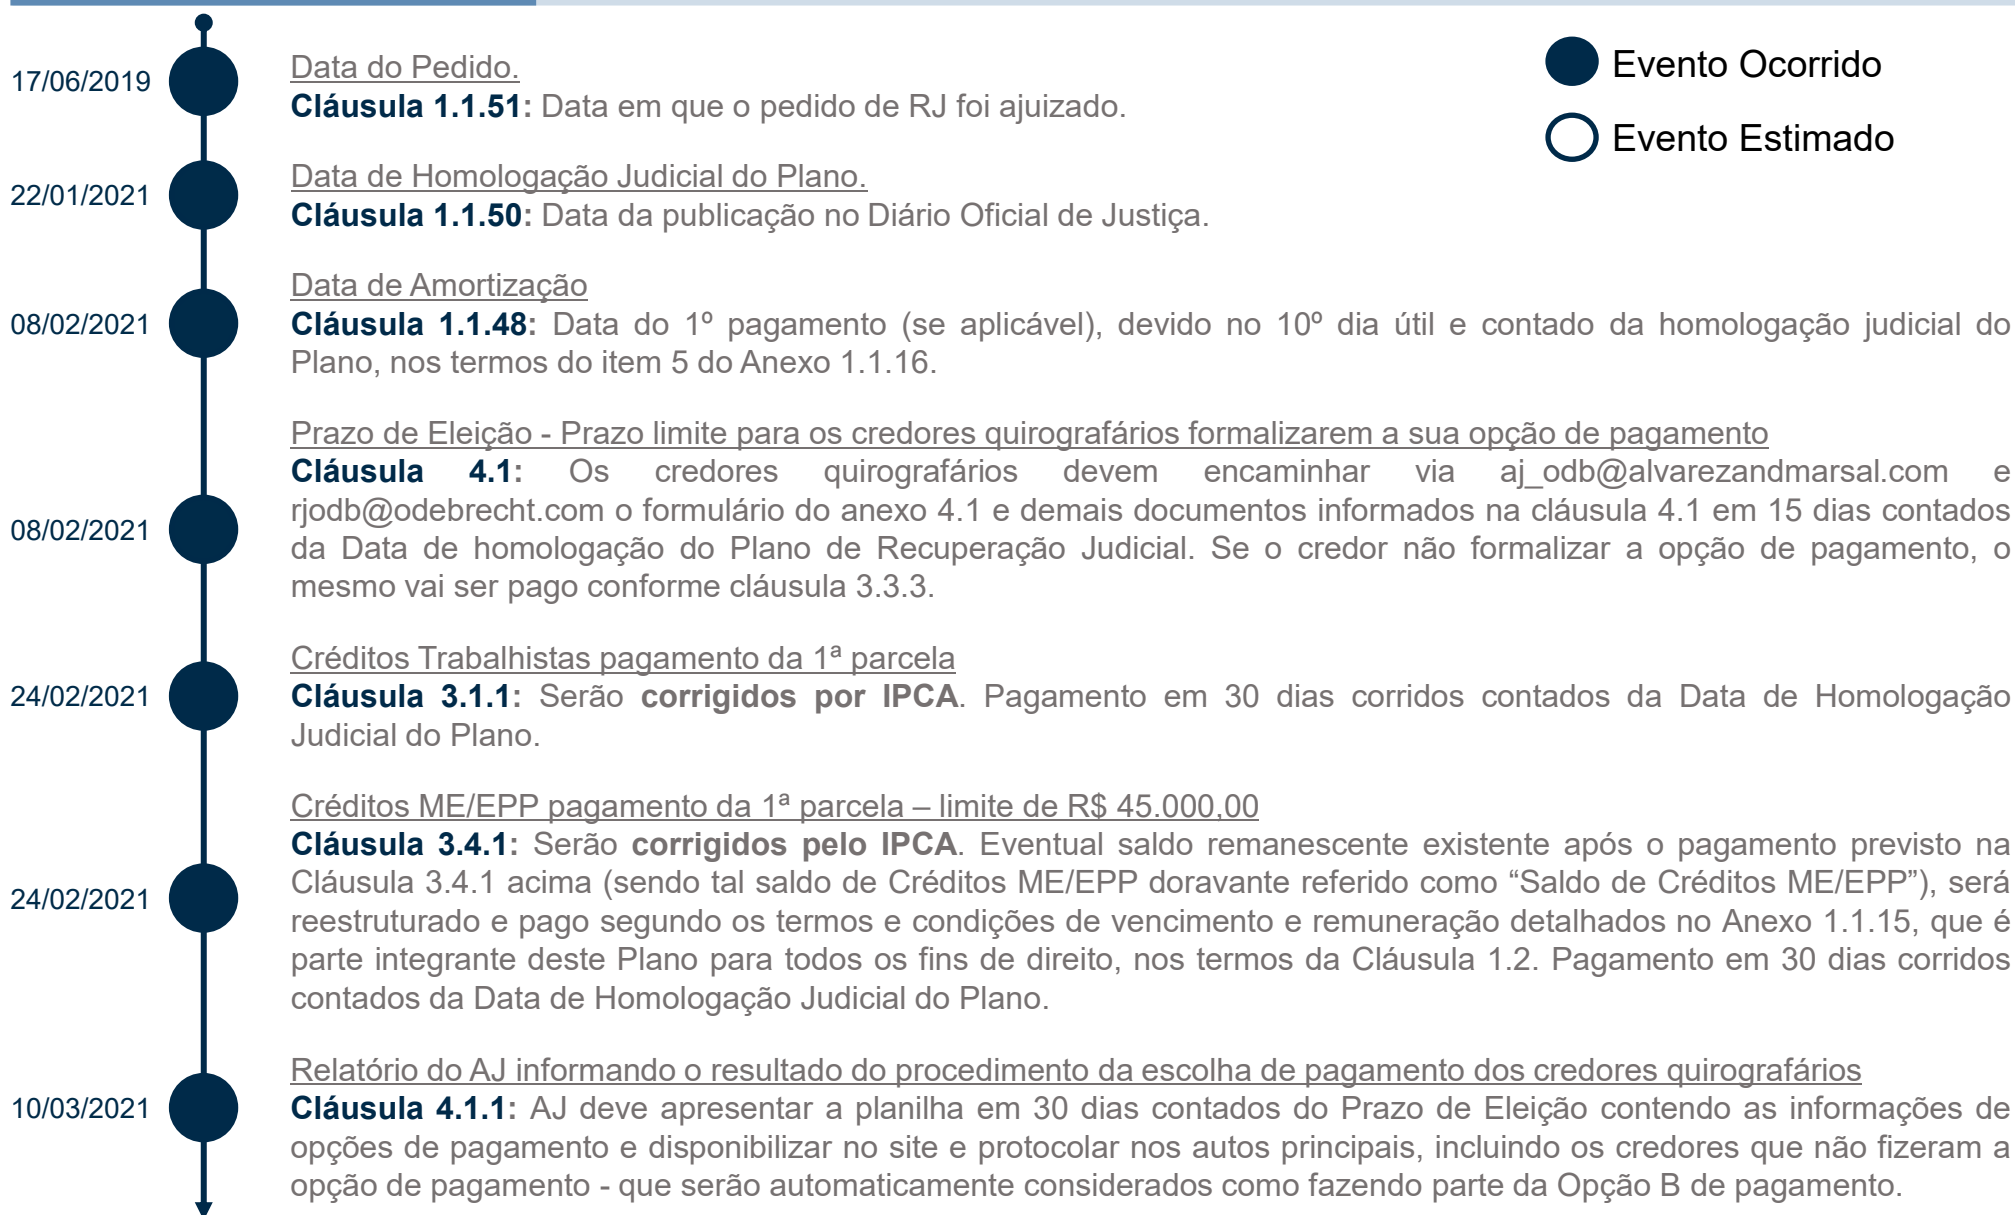 Evento Ocorrido
Evento Estimado
17/06/2019
Data do Pedido.
Cláusula 1.1.51: Data em que o pedido de RJ foi ajuizado.
22/01/2021
Data de Homologação Judicial do Plano.
Cláusula 1.1.50: Data da publicação no Diário Oficial de Justiça.
08/02/2021
Data de Amortização
Cláusula 1.1.48: Data do 1º pagamento (se aplicável), devido no 10º dia útil e contado da homologação judicial do
Plano, nos termos do item 5 do Anexo 1.1.16.
08/02/2021
Prazo de Eleição - Prazo limite para os credores quirografários formalizarem a sua opção de pagamento
Cláusula 4.1: Os credores quirografários devem encaminhar via aj_odb@alvarezandmarsal.com e
rjodb@odebrecht.com o formulário do anexo 4.1 e demais documentos informados na cláusula 4.1 em 15 dias contados
da Data de homologação do Plano de Recuperação Judicial. Se o credor não formalizar a opção de pagamento, o
mesmo vai ser pago conforme cláusula 3.3.3.
24/02/2021
Créditos Trabalhistas pagamento da 1ª parcela
Cláusula 3.1.1: Serão corrigidos por IPCA. Pagamento em 30 dias corridos contados da Data de Homologação
Judicial do Plano.
24/02/2021
Créditos ME/EPP pagamento da 1ª parcela – limite de R$ 45.000,00
Cláusula 3.4.1: Serão corrigidos pelo IPCA. Eventual saldo remanescente existente após o pagamento previsto na
Cláusula 3.4.1 acima (sendo tal saldo de Créditos ME/EPP doravante referido como “Saldo de Créditos ME/EPP”), será
reestruturado e pago segundo os termos e condições de vencimento e remuneração detalhados no Anexo 1.1.15, que é
parte integrante deste Plano para todos os fins de direito, nos termos da Cláusula 1.2. Pagamento em 30 dias corridos
contados da Data de Homologação Judicial do Plano.
10/03/2021
Relatório do AJ informando o resultado do procedimento da escolha de pagamento dos credores quirografários
Cláusula 4.1.1: AJ deve apresentar a planilha em 30 dias contados do Prazo de Eleição contendo as informações de
opções de pagamento e disponibilizar no site e protocolar nos autos principais, incluindo os credores que não fizeram a
opção de pagamento - que serão automaticamente considerados como fazendo parte da Opção B de pagamento.